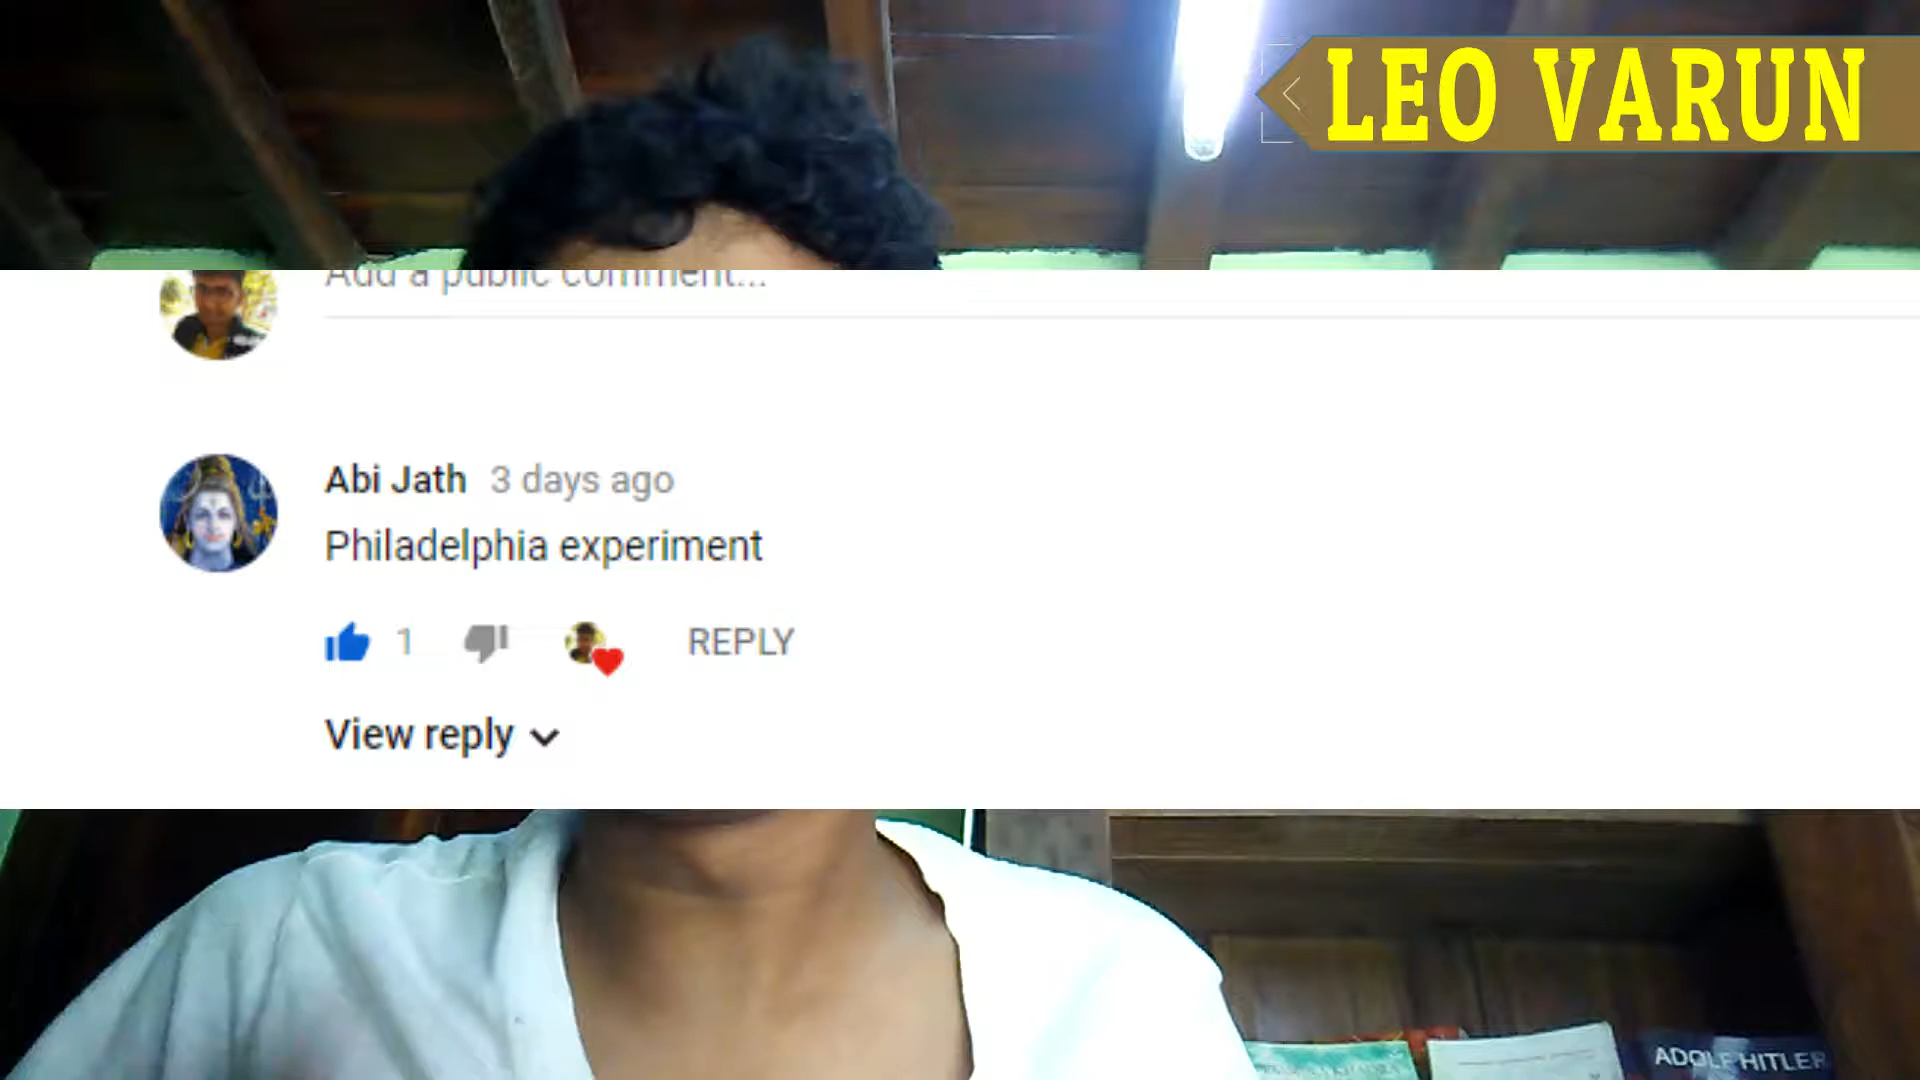 LEO VARUN
Add a public comment...
Abi Jath 3 days ago
Philadelphia experiment
1
REPLY
View reply
ADOLF HITLER